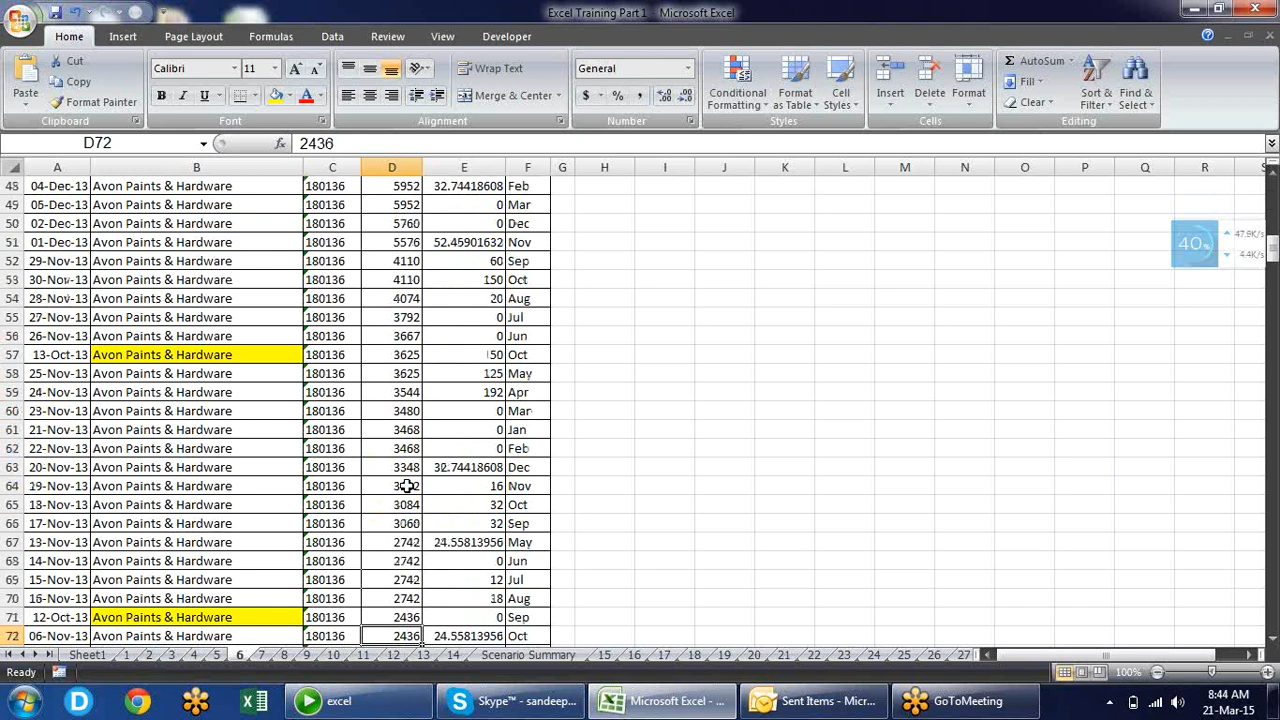 Excel Training Part 1 - Microsoft Excel
Home Insert Page Layout Formulas Data Review View Developer
Paste Cut Copy Format Painter Clipboard
Calibri 11 B I U Font
Wrap Text Merge & Center Alignment
General $ % , Number
Conditional Formatting Format as Table Cell Styles Styles
Insert Delete Format Cells
AutoSum Fill Clear Sort & Filter Find & Select Editing
D72 fx 2436
A B C D E F G H I J K L M N O P Q R S
48 04-Dec-13 Avon Paints & Hardware 180136 5952 32.74418608 Feb
49 05-Dec-13 Avon Paints & Hardware 180136 5952 0 Mar
50 02-Dec-13 Avon Paints & Hardware 180136 5760 0 Dec
51 01-Dec-13 Avon Paints & Hardware 180136 5576 52.45901632 Nov
52 29-Nov-13 Avon Paints & Hardware 180136 4110 60 Sep
53 30-Nov-13 Avon Paints & Hardware 180136 4110 150 Oct
54 28-Nov-13 Avon Paints & Hardware 180136 4074 20 Aug
55 27-Nov-13 Avon Paints & Hardware 180136 3792 0 Jul
56 26-Nov-13 Avon Paints & Hardware 180136 3667 0 Jun
57 13-Oct-13 Avon Paints & Hardware 180136 3625 Oct
58 25-Nov-13 Avon Paints & Hardware 180136 3625 125 May
59 24-Nov-13 Avon Paints & Hardware 180136 3544 192 Apr
60 23-Nov-13 Avon Paints & Hardware 180136 3480 0 Mar
61 21-Nov-13 Avon Paints & Hardware 180136 3468 0 Jan
62 22-Nov-13 Avon Paints & Hardware 180136 3468 0 Feb
63 20-Nov-13 Avon Paints & Hardware 180136 3348 32.74418608 Dec
64 19-Nov-13 Avon Paints & Hardware 180136 16 Nov
65 18-Nov-13 Avon Paints & Hardware 180136 3084 32 Oct
66 17-Nov-13 Avon Paints & Hardware 180136 3060 32 Sep
67 13-Nov-13 Avon Paints & Hardware 180136 2742 24.55813956 May
68 14-Nov-13 Avon Paints & Hardware 180136 2742 0 Jun
69 15-Nov-13 Avon Paints & Hardware 180136 2742 12 Jul
70 16-Nov-13 Avon Paints & Hardware 180136 2742 18 Aug
71 12-Oct-13 Avon Paints & Hardware 180136 2436 0 Sep
72 06-Nov-13 Avon Paints & Hardware 180136 2436 24.55813956 Oct
40%
47.9K/s
4.4K/s
Sheet1 1 2 3 4 5 6 7 8 9 10 11 12 13 14 Scenario Summary 15 16 17 18 19 20 21 22 23 24 25 26 27
Ready 100%
excel Skype™ - sandeep... Microsoft Excel - ... Sent Items - Micr... GoToMeeting
8:44 AM
21-Mar-15